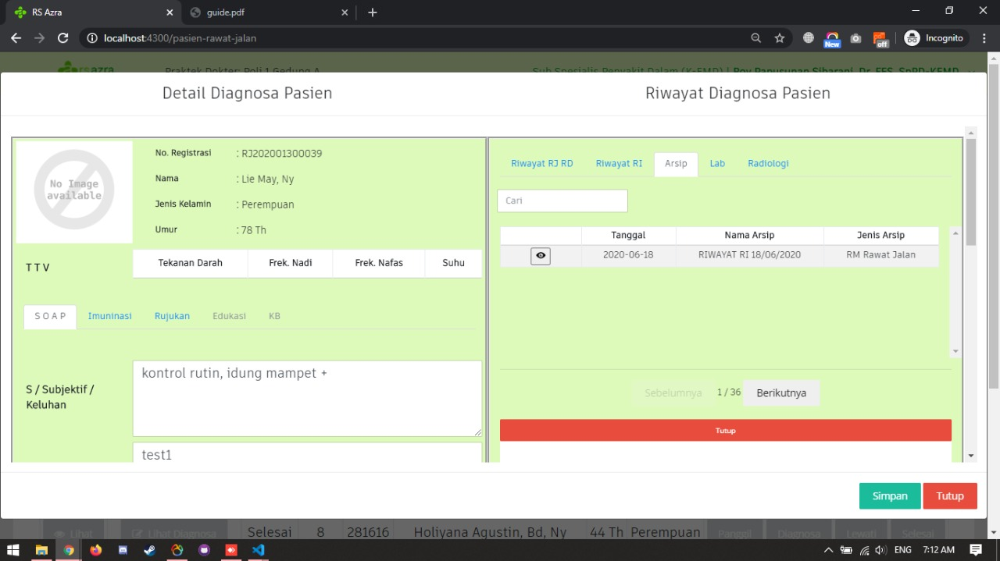 RS Azra
guide.pdf
localhost:4300/pasien-rawat-jalan
New
off
Incognito
rs azra
Praktek Dokter: Poli 1 Gedung A
Sub Spesialis Penyakit Dalam (K-EMD) | Roy Panusunan Sibarani, Dr, FES, SpPD-KEMD
Detail Diagnosa Pasien
Riwayat Diagnosa Pasien
No Image
available
No. Registrasi : RJ202001300039
Nama : Lie May, Ny
Jenis Kelamin : Perempuan
Umur : 78 Th
T T V
Tekanan Darah Frek. Nadi Frek. Nafas Suhu
S O A P Imuninasi Rujukan Edukasi KB
S / Subjektif /
Keluhan
kontrol rutin, idung mampet +
test1
Riwayat RJ RD Riwayat RI Arsip Lab Radiologi
Cari
Tanggal Nama Arsip Jenis Arsip
2020-06-18 RIWAYAT RI 18/06/2020 RM Rawat Jalan
Sebelumnya 1 / 36 Berikutnya
Tutup
Simpan Tutup
Lihat Lihat Diagnosa Selesai 8 281616 Holiyana Agustin, Bd, Ny 44 Th Perempuan Panggil Diagnosa Lewati Selesai
ENG 7:12 AM